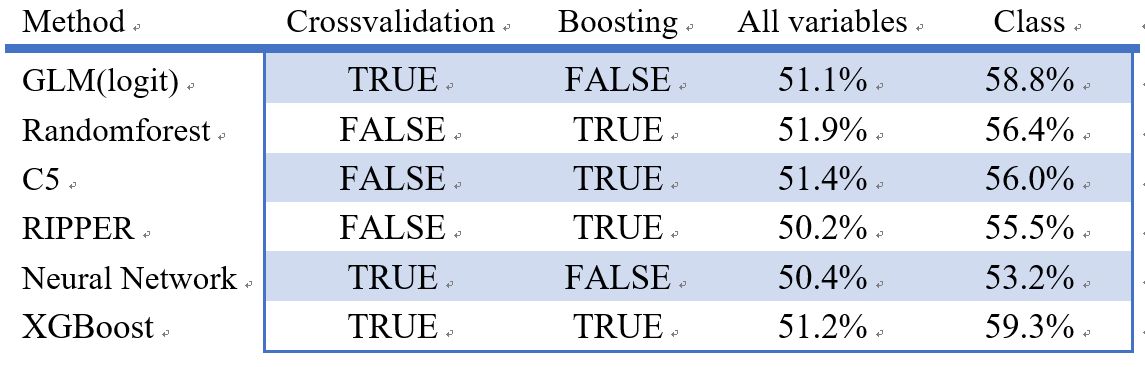 Method Crossvalidation Boosting All variables Class
GLM(logit) TRUE FALSE 51.1% 58.8%
Randomforest FALSE TRUE 51.9% 56.4%
C5 FALSE TRUE 51.4% 56.0%
RIPPER FALSE TRUE 50.2% 55.5%
Neural Network TRUE FALSE 50.4% 53.2%
XGBoost TRUE TRUE 51.2% 59.3%